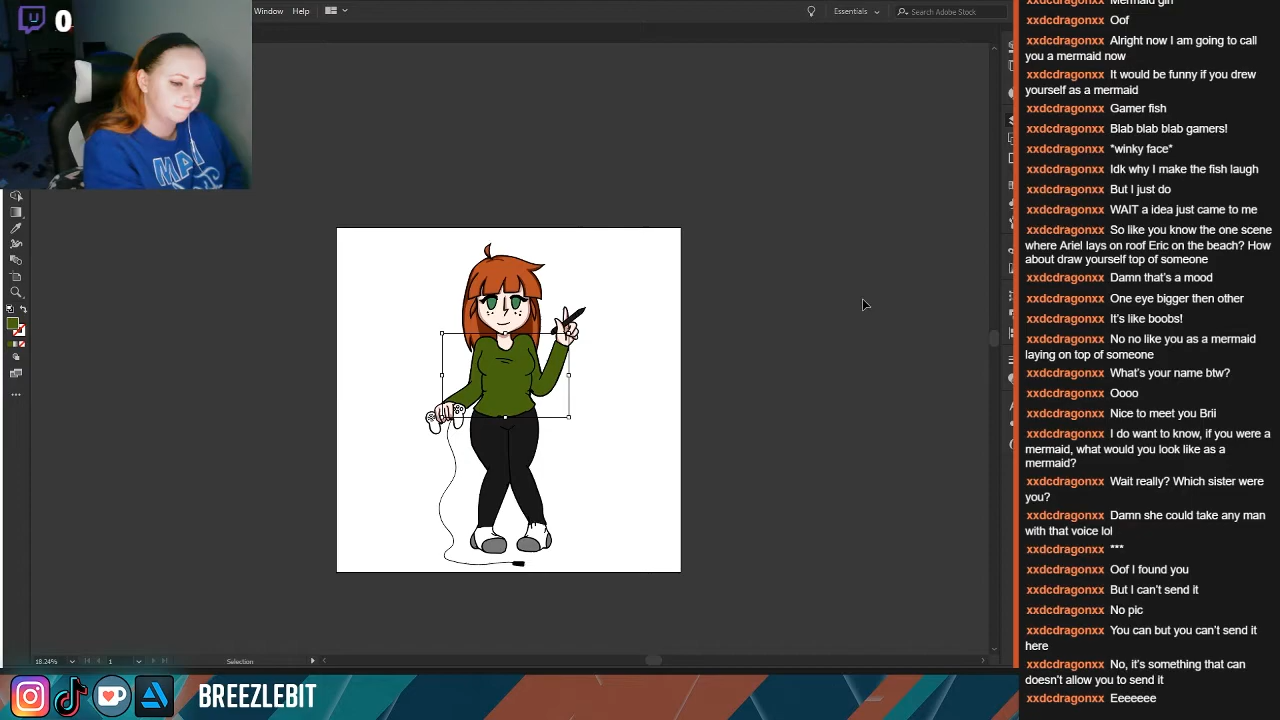 0
Window Help
Essentials
Search Adobe Stock
xxdcdragonxx Mermaid girl
xxdcdragonxx Oof
xxdcdragonxx Alright now I am going to call
you a mermaid now
xxdcdragonxx It would be funny if you drew
yourself as a mermaid
xxdcdragonxx Gamer fish
xxdcdragonxx Blab blab blab gamers!
xxdcdragonxx *winky face*
xxdcdragonxx Idk why I make the fish laugh
xxdcdragonxx But I just do
xxdcdragonxx WAIT a idea just came to me
xxdcdragonxx So like you know the one scene
where Ariel lays on roof Eric on the beach? How
about draw yourself top of someone
xxdcdragonxx Damn that's a mood
xxdcdragonxx One eye bigger then other
xxdcdragonxx It's like boobs!
xxdcdragonxx No no like you as a mermaid
laying on top of someone
xxdcdragonxx What's your name btw?
xxdcdragonxx Oooo
xxdcdragonxx Nice to meet you Brii
xxdcdragonxx I do want to know, if you were a
mermaid, what would you look like as a
mermaid?
xxdcdragonxx Wait really? Which sister were
you?
xxdcdragonxx Damn she could take any man
with that voice lol
xxdcdragonxx ***
xxdcdragonxx Oof I found you
xxdcdragonxx But I can't send it
xxdcdragonxx No pic
xxdcdragonxx You can but you can't send it
here
xxdcdragonxx No, it's something that can
doesn't allow you to send it
xxdcdragonxx Eeeeeee
18.24%
1
Selection
BREEZLEBIT